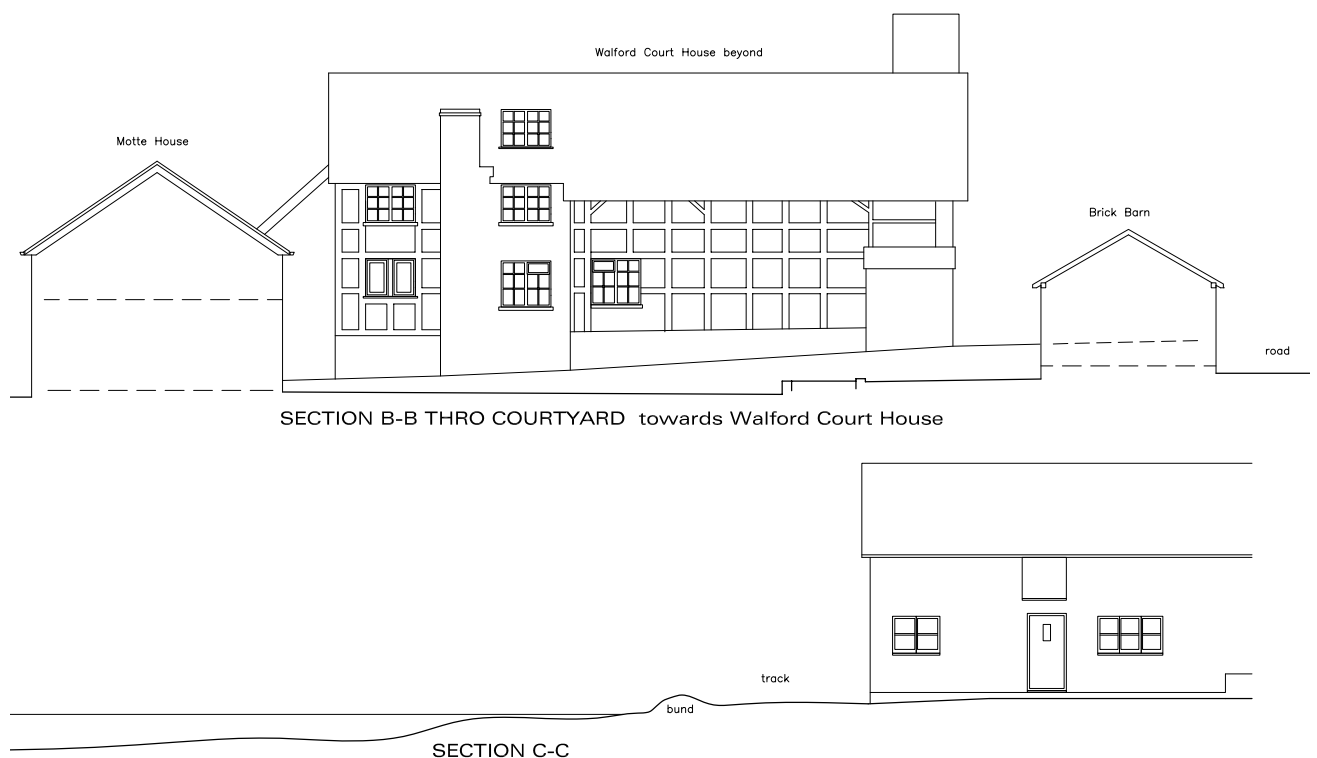 Walford Court House beyond
Motte House
Brick Barn
road
SECTION B-B THRO COURTYARD towards Walford Court House
track
bund
SECTION C-C